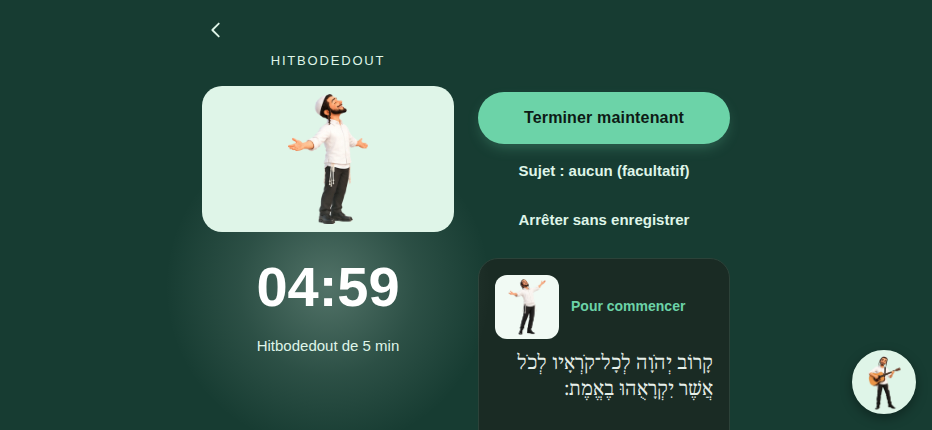 HITBODEDOUT
04:59
Hitbodedout de 5 min
Terminer maintenant
Sujet : aucun (facultatif)
Arrêter sans enregistrer
Pour commencer
קָרוֹב יְהֹוָה לְכׇל־קֹרְאָיו לְכֹל
אֲשֶׁר יִקְרָאֻהוּ בֶאֱמֶת׃